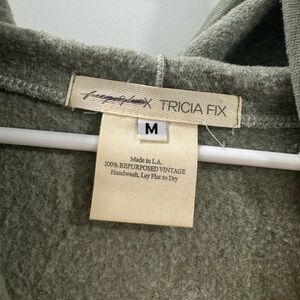 X TRICIA FIX
M
Made in L.A.
100% REPURPOSED VINTAGE
Handwash, Lay Flat to Dry